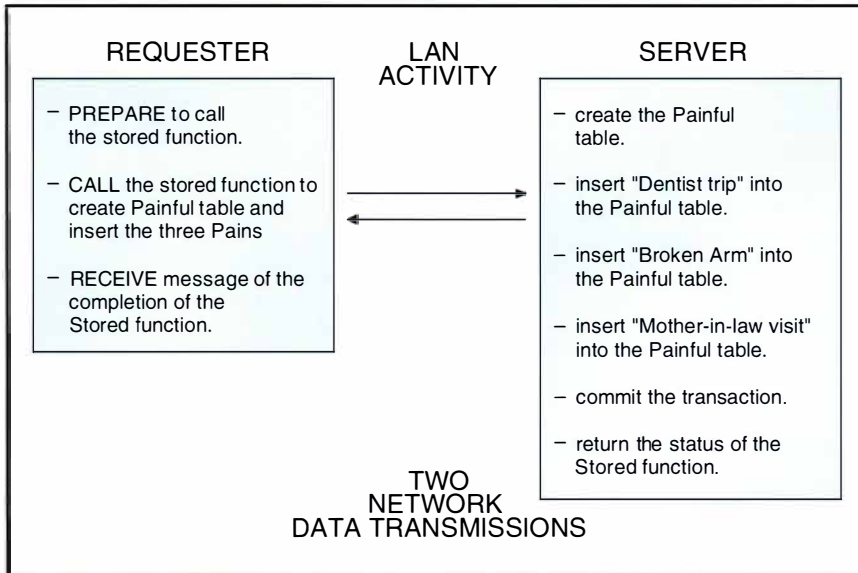 REQUESTER
– PREPARE to call
the stored function.
– CALL the stored function to
create Painful table and
insert the three Pains
– RECEIVE message of the
completion of the
Stored function.
LAN
ACTIVITY
SERVER
– create the Painful
table.
– insert "Dentist trip" into
the Painful table.
– insert "Broken Arm" into
the Painful table.
– insert "Mother-in-law visit"
into the Painful table.
– commit the transaction.
– return the status of the
Stored function.
TWO
NETWORK
DATA TRANSMISSIONS